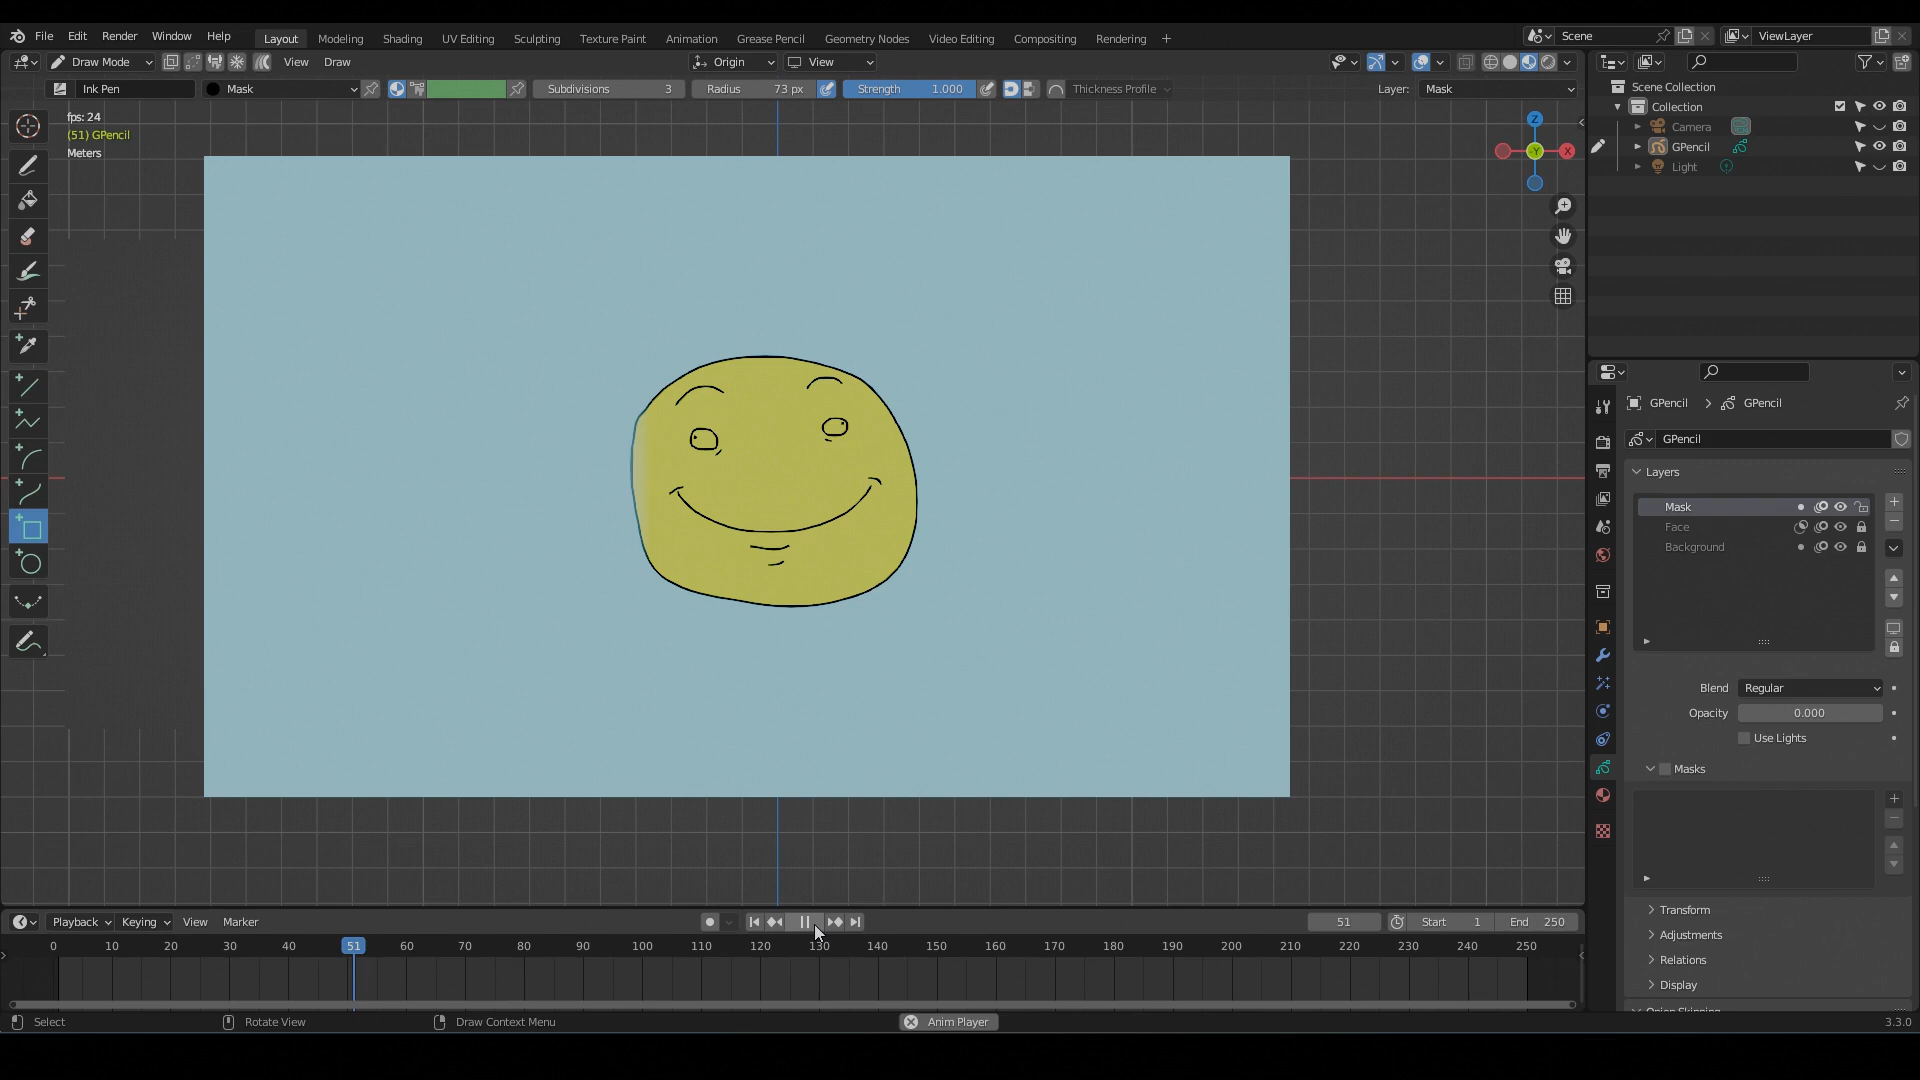 File Edit Render Window Help Layout Modeling Shading UV Editing Sculpting Texture Paint Animation Rendering Compositing Geometry Nodes Video Editing Grease Pencil + Scene ViewLayer
Draw Mode View Draw Origin View
Ink Pen Mask Subdivisions 3 Radius 73 px Strength 1.000 Thickness Profile Layer: Mask
fps: 24
(51) GPencil
Meters
Z
-Y
X
Scene Collection
Collection
Camera
GPencil
Light
GPencil > GPencil
GPencil
Layers
Mask
Face
Background
Blend Regular
Opacity 0.000
Use Lights
Masks
Transform
Adjustments
Relations
Display
Playback Keying View Marker 51 Start 1 End 250
0 10 20 30 40 51 60 70 80 90 100 110 120 130 140 150 160 170 180 190 200 210 220 230 240 250
Select Rotate View Draw Context Menu Anim Player 3.3.0